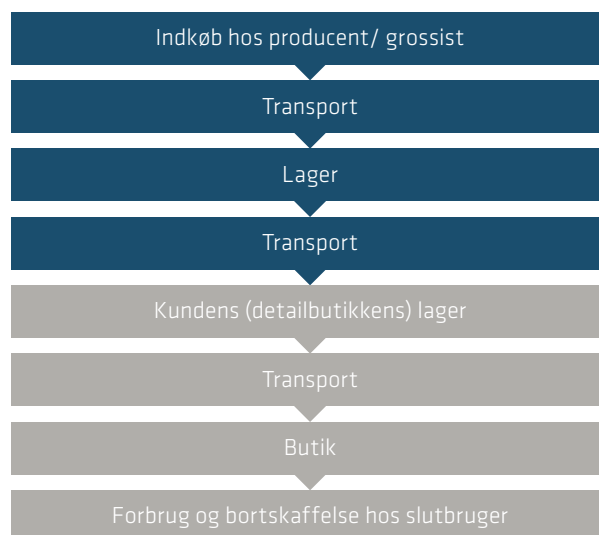 Indkøb hos producent/ grossist
Transport
Lager
Transport
Kundens (detailbutikkens) lager
Transport
Butik
Forbrug og bortskaffelse hos slutbruger